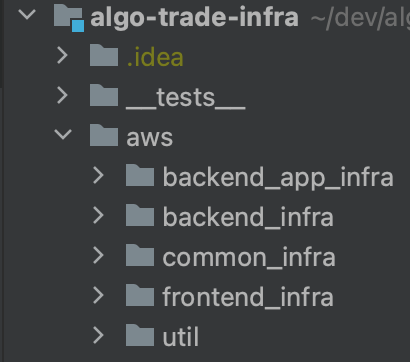 algo-trade-infra ~/dev/alg
.idea
__tests__
aws
backend_app_infra
backend_infra
common_infra
frontend_infra
util